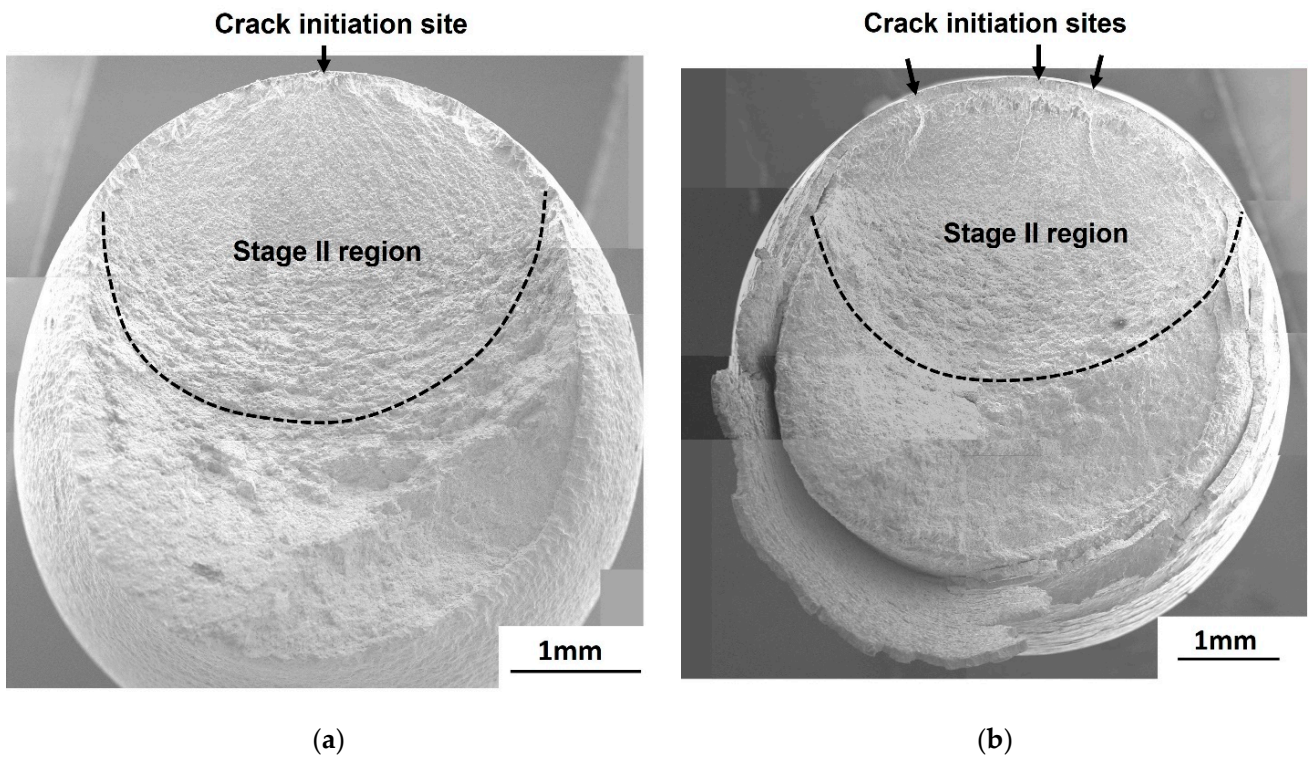 Crack initiation site
Crack initiation sites
Stage II region
Stage II region
1mm
1mm
(a)
(b)